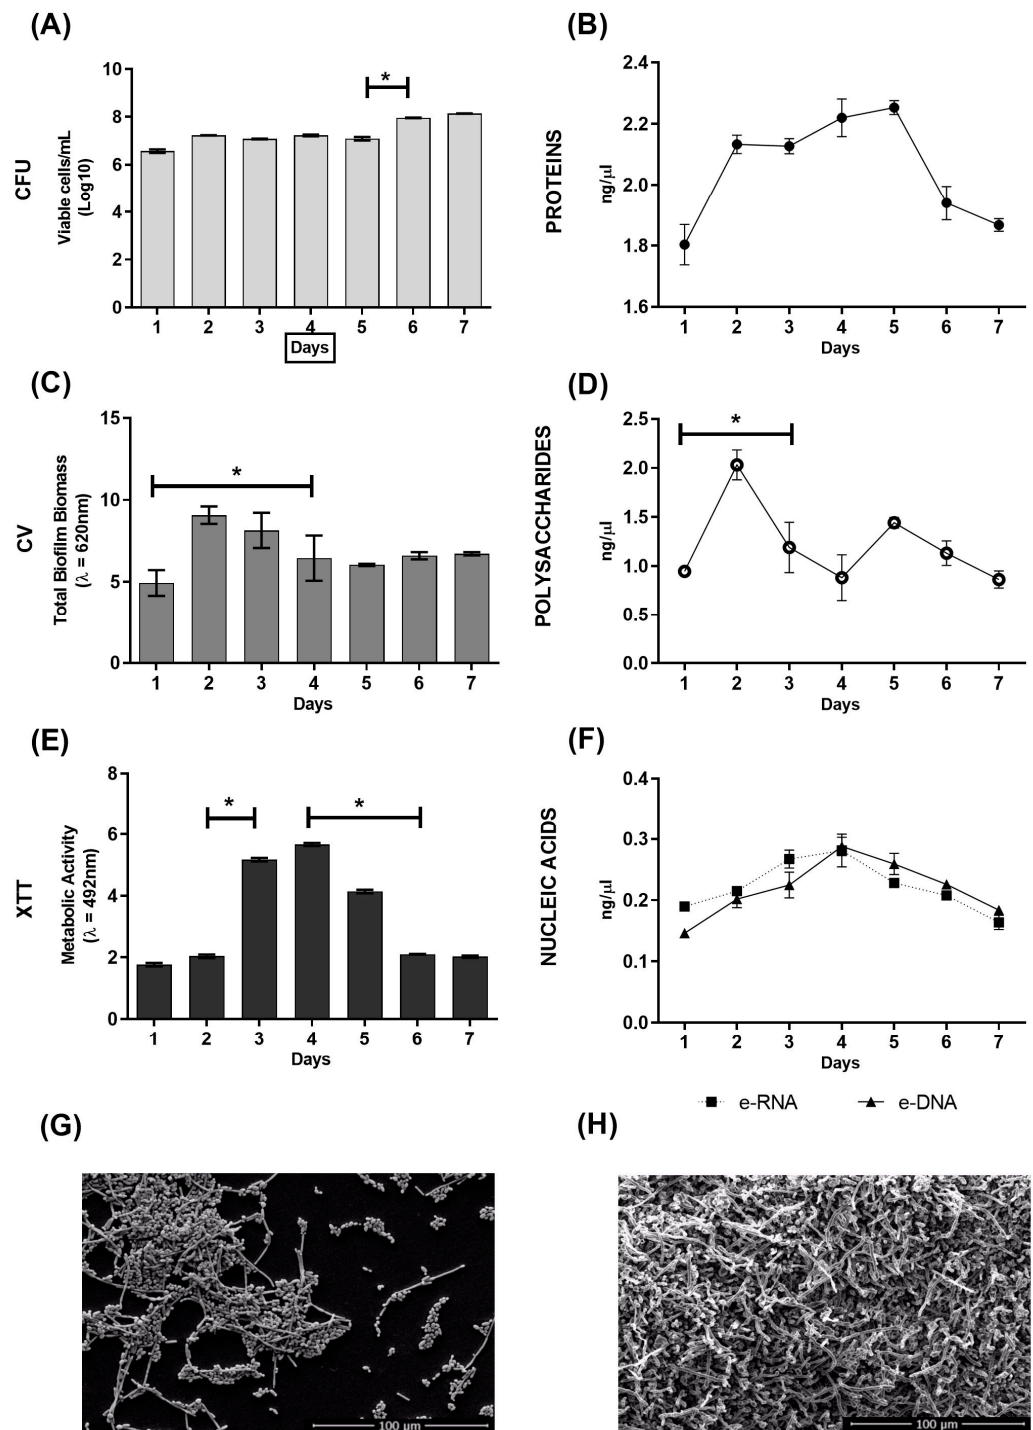 (A)
CFU
Viable cells/mL
(Log10)
10
8
6
4
2
0
*
1 2 3 4 5 6 7
Days
(B)
PROTEINS
ng/µl
2.4
2.2
2.0
1.8
1.6
1 2 3 4 5 6 7
Days
(C)
CV
Total Biofilm Biomass
(λ = 620nm)
15
10
5
0
*
1 2 3 4 5 6 7
Days
(D)
POLYSACCHARIDES
ng/µl
2.5
2.0
1.5
1.0
0.5
0.0
*
1 2 3 4 5 6 7
Days
(E)
XTT
Metabolic Activity
(λ = 492nm)
8
6
4
2
0
* *
1 2 3 4 5 6 7
Days
(F)
NUCLEIC ACIDS
ng/µl
0.4
0.3
0.2
0.1
0.0
1 2 3 4 5 6 7
Days
e-RNA e-DNA
(G)
100 µm
(H)
100 µm